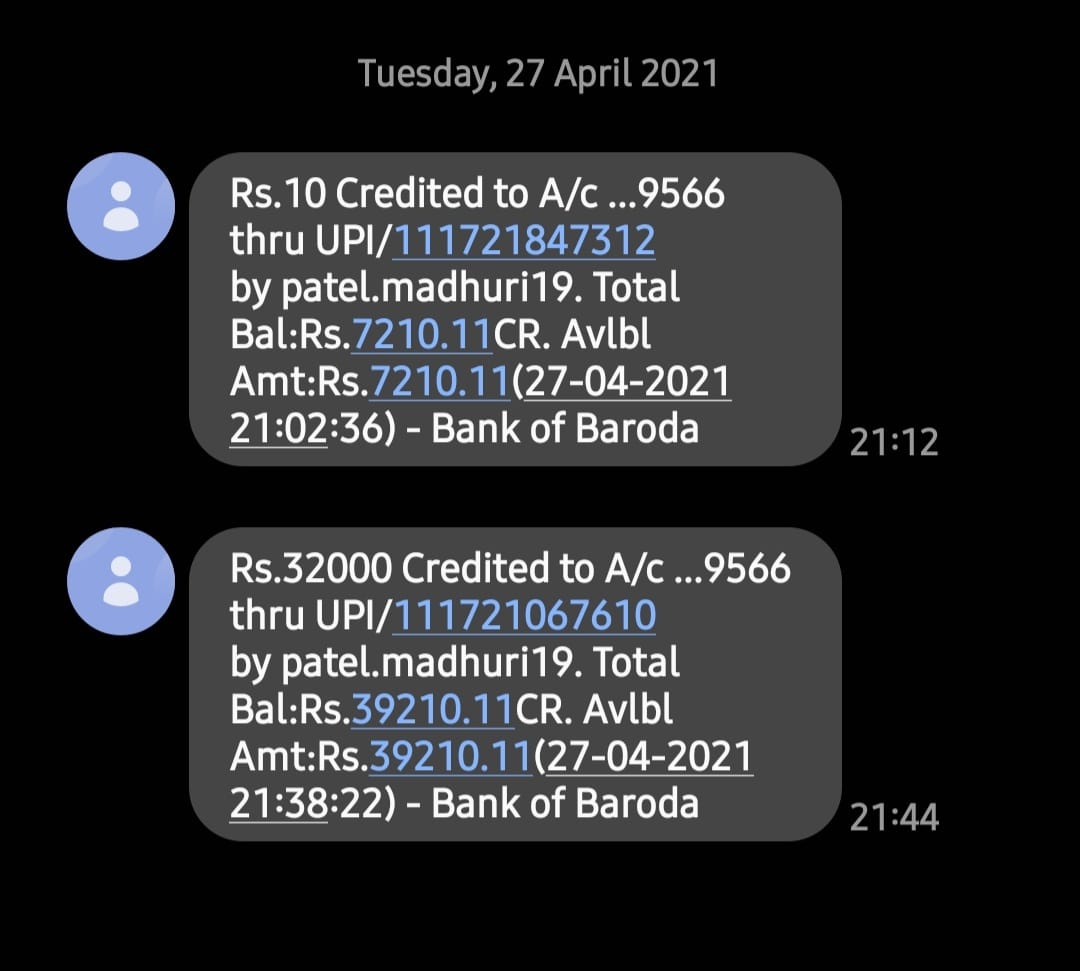 Tuesday, 27 April 2021
Rs.10 Credited to A/c ...9566
thru UPI/111721847312
by patel.madhuri19. Total
Bal:Rs.7210.11CR. Avlbl
Amt:Rs.7210.11(27-04-2021
21:02:36) - Bank of Baroda
21:12
Rs.32000 Credited to A/c ...9566
thru UPI/111721067610
by patel.madhuri19. Total
Bal:Rs.39210.11CR. Avlbl
Amt:Rs.39210.11(27-04-2021
21:38:22) - Bank of Baroda
21:44